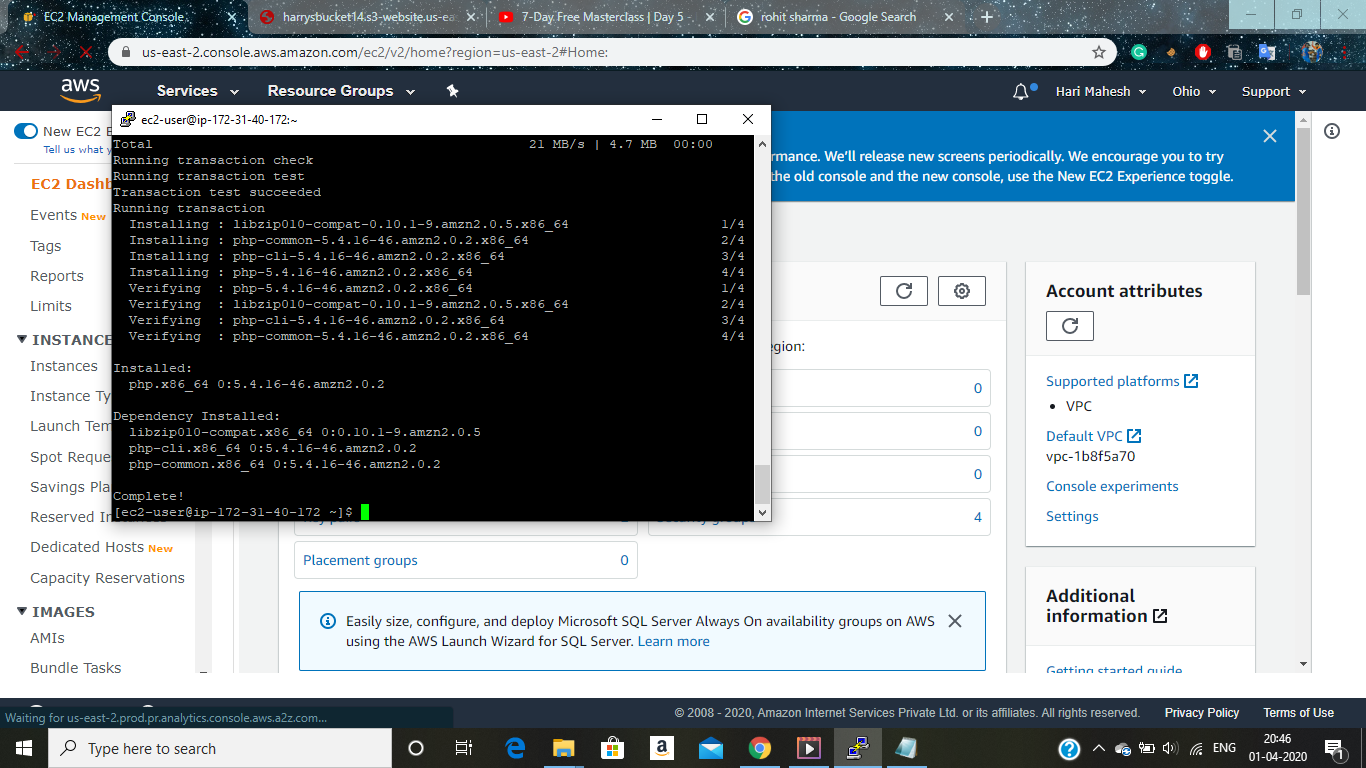 EC2 Management Console
harrysbucket14.s3-website.us-eas
7-Day Free Masterclass | Day 5 -
rohit sharma - Google Search
us-east-2.console.aws.amazon.com/ec2/v2/home?region=us-east-2#Home:
aws
Services
Resource Groups
Hari Mahesh
Ohio
Support
ec2-user@ip-172-31-40-172:~
Total 21 MB/s | 4.7 MB 00:00
Running transaction check
Running transaction test
Transaction test succeeded
Running transaction
Installing : libzip010-compat-0.10.1-9.amzn2.0.5.x86_64 1/4
Installing : php-common-5.4.16-46.amzn2.0.2.x86_64 2/4
Installing : php-cli-5.4.16-46.amzn2.0.2.x86_64 3/4
Installing : php-5.4.16-46.amzn2.0.2.x86_64 4/4
Verifying : php-5.4.16-46.amzn2.0.2.x86_64 1/4
Verifying : libzip010-compat-0.10.1-9.amzn2.0.5.x86_64 2/4
Verifying : php-cli-5.4.16-46.amzn2.0.2.x86_64 3/4
Verifying : php-common-5.4.16-46.amzn2.0.2.x86_64 4/4
Installed:
php.x86_64 0:5.4.16-46.amzn2.0.2
Dependency Installed:
libzip010-compat.x86_64 0:0.10.1-9.amzn2.0.5
php-cli.x86_64 0:5.4.16-46.amzn2.0.2
php-common.x86_64 0:5.4.16-46.amzn2.0.2
Complete!
[ec2-user@ip-172-31-40-172 ~]$
New EC2 E
Tell us what y
EC2 Dashb
Events New
Tags
Reports
Limits
INSTANCE
Instances
Instance Ty
Launch Tem
Spot Reque
Savings Pla
Reserved Instances
Dedicated Hosts New
Capacity Reservations
IMAGES
AMIs
Bundle Tasks
rmance. We'll release new screens periodically. We encourage you to try
the old console and the new console, use the New EC2 Experience toggle.
egion:
0
0
0
4
Placement groups 0
Easily size, configure, and deploy Microsoft SQL Server Always On availability groups on AWS
using the AWS Launch Wizard for SQL Server. Learn more
Account attributes
Supported platforms
• VPC
Default VPC
vpc-1b8f5a70
Console experiments
Settings
Additional
information
Getting started guide
Waiting for us-east-2.prod.pr.analytics.console.aws.a2z.com...
© 2008 - 2020, Amazon Internet Services Private Ltd. or its affiliates. All rights reserved.
Privacy Policy
Terms of Use
Type here to search
ENG
20:46
01-04-2020
1